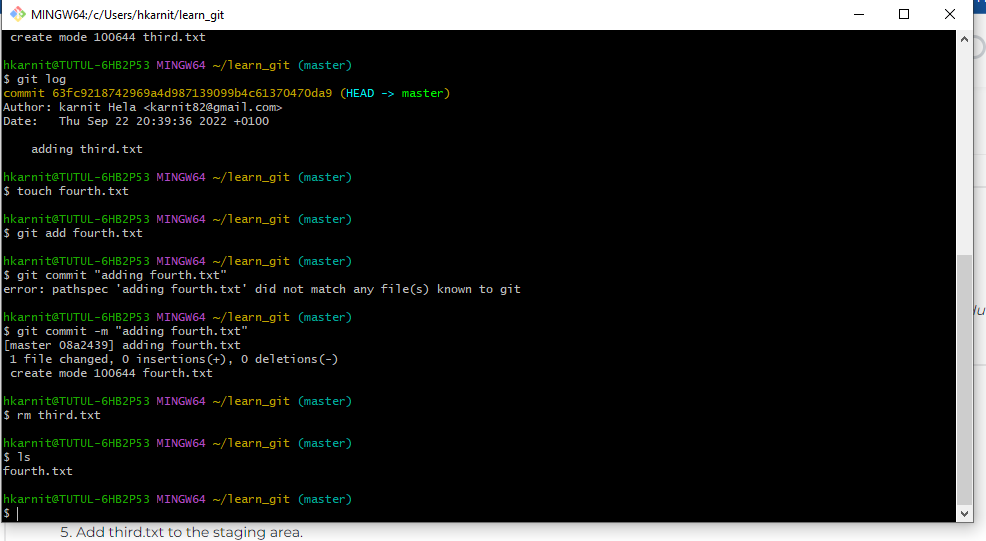 MINGW64:/c/Users/hkarnit/learn_git
create mode 100644 third.txt
hkarnit@TUTUL-6HB2P53 MINGW64 ~/learn_git (master)
$ git log
commit 63fc9218742969a4d987139099b4c61370470da9 (HEAD -> master)
Author: karnit Hela <karnit82@gmail.com>
Date:   Thu Sep 22 20:39:36 2022 +0100
    adding third.txt
hkarnit@TUTUL-6HB2P53 MINGW64 ~/learn_git (master)
$ touch fourth.txt
hkarnit@TUTUL-6HB2P53 MINGW64 ~/learn_git (master)
$ git add fourth.txt
hkarnit@TUTUL-6HB2P53 MINGW64 ~/learn_git (master)
$ git commit "adding fourth.txt"
error: pathspec 'adding fourth.txt' did not match any file(s) known to git
hkarnit@TUTUL-6HB2P53 MINGW64 ~/learn_git (master)
$ git commit -m "adding fourth.txt"
[master 08a2439] adding fourth.txt
 1 file changed, 0 insertions(+), 0 deletions(-)
 create mode 100644 fourth.txt
hkarnit@TUTUL-6HB2P53 MINGW64 ~/learn_git (master)
$ rm third.txt
hkarnit@TUTUL-6HB2P53 MINGW64 ~/learn_git (master)
$ ls
fourth.txt
hkarnit@TUTUL-6HB2P53 MINGW64 ~/learn_git (master)
$
5. Add third.txt to the staging area.